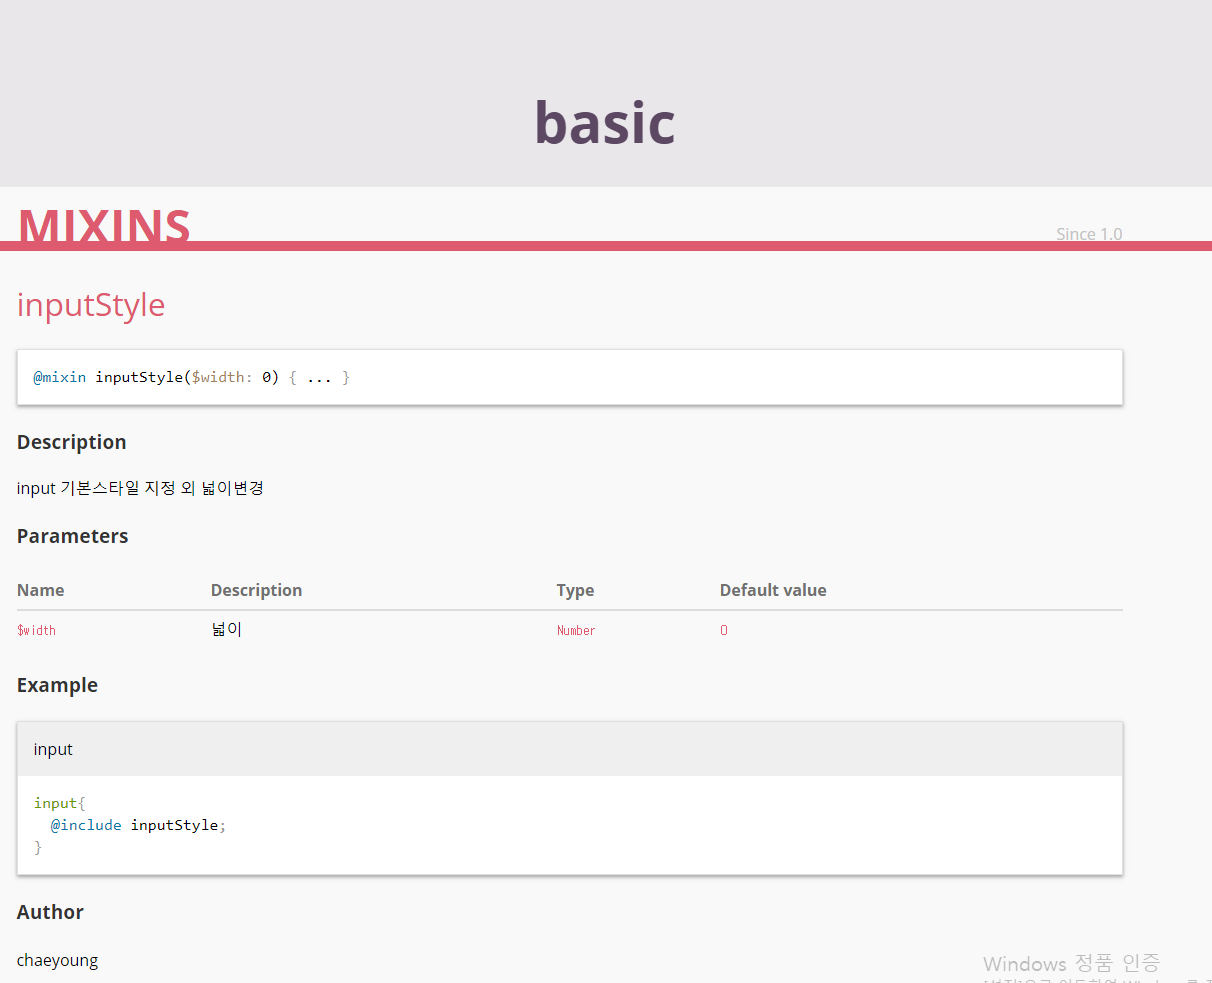 basic
MIXINS
Since 1.0
inputStyle
@mixin inputStyle($width: 0) { ... }
Description
input 기본스타일 지정 외 넓이변경
Parameters
Name Description Type Default value
$width 넓이 Number 0
Example
input
input{
@include inputStyle;
}
Author
chaeyoung
Windows 정품 인증